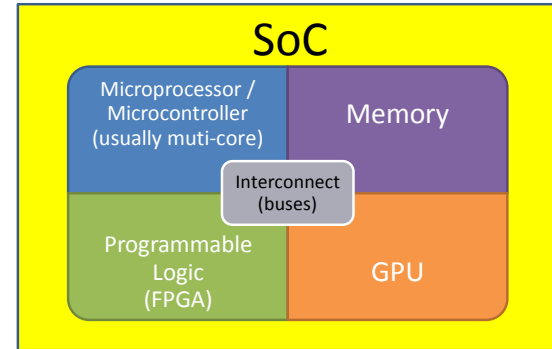 SoC
Microprocessor /
Microcontroller
(usually muti-core)
Memory
Interconnect
(buses)
Programmable
Logic
(FPGA)
GPU